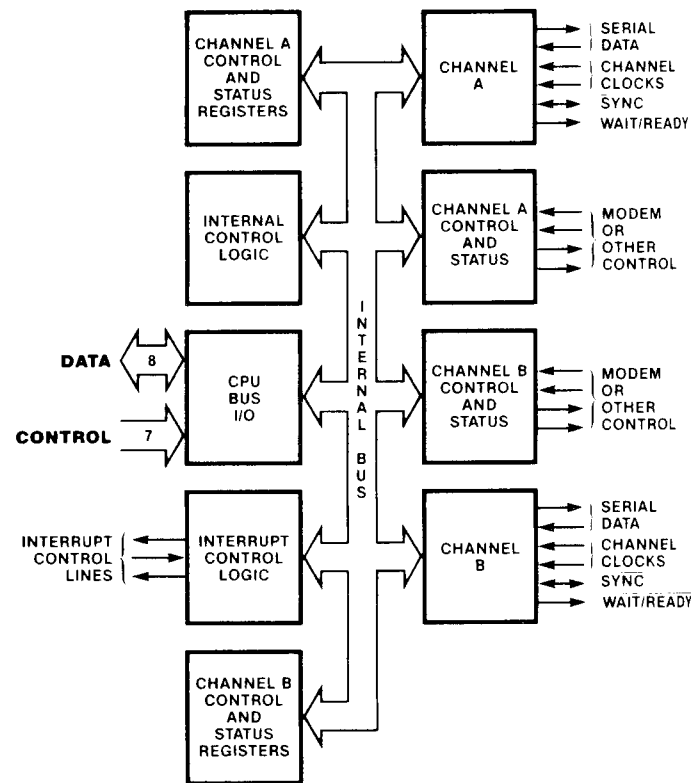 CHANNEL A
CONTROL
AND
STATUS
REGISTERS
CHANNEL
A
SERIAL
DATA
CHANNEL
CLOCKS
SYNC
WAIT/READY
INTERNAL
CONTROL
LOGIC
CHANNEL A
CONTROL
AND
STATUS
MODEM
OR
OTHER
CONTROL
DATA
8
CONTROL
7
CPU
BUS
I/O
INTERNAL BUS
CHANNEL B
CONTROL
AND
STATUS
MODEM
OR
OTHER
CONTROL
INTERRUPT
CONTROL
LINES
INTERRUPT
CONTROL
LOGIC
CHANNEL
B
SERIAL
DATA
CHANNEL
CLOCKS
SYNC
WAIT/READY
CHANNEL B
CONTROL
AND
STATUS
REGISTERS